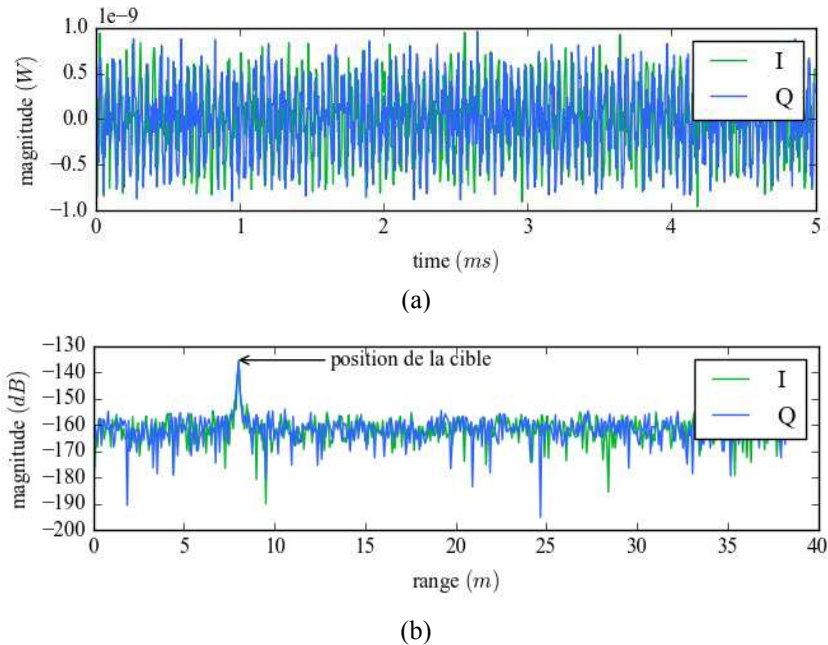 1e-9
1.0
0.5
0.0
−0.5
−1.0
magnitude (W)
I
Q
0 1 2 3 4 5
time (ms)
(a)
−130
−140
−150
−160
−170
−180
−190
−200
magnitude (dB)
position de la cible
I
Q
0 5 10 15 20 25 30 35 40
range (m)
(b)